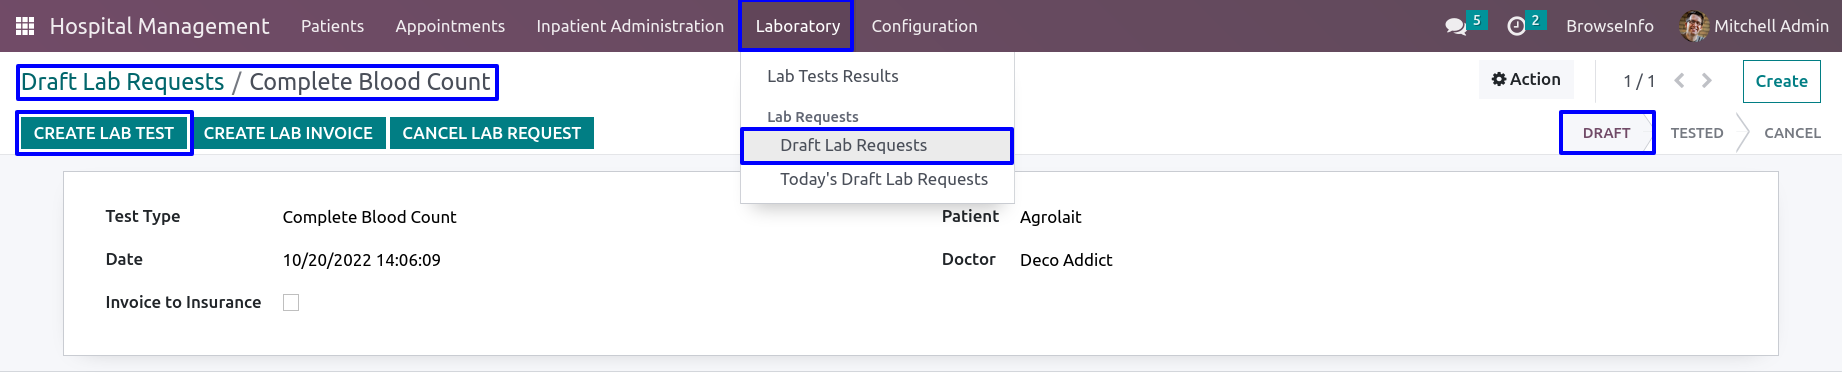 Hospital Management Patients Appointments Inpatient Administration Laboratory Configuration 5 2 BrowseInfo Mitchell Admin
Draft Lab Requests / Complete Blood Count Lab Tests Results Action 1 / 1 Create
Lab Requests
CREATE LAB TEST CREATE LAB INVOICE CANCEL LAB REQUEST DRAFT TESTED CANCEL
Draft Lab Requests
Today's Draft Lab Requests
Test Type Complete Blood Count Patient Agrolait
Date 10/20/2022 14:06:09 Doctor Deco Addict
Invoice to Insurance